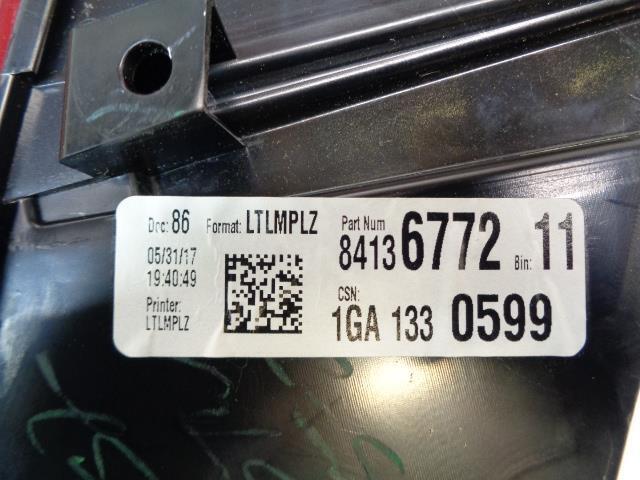 Doc: 86 Format: LTLMPLZ Part Num
05/31/17 8413 6772 Bin: 11
19:40:49 CSN:
Printer: 1GA 133 0599
LTLMPLZ